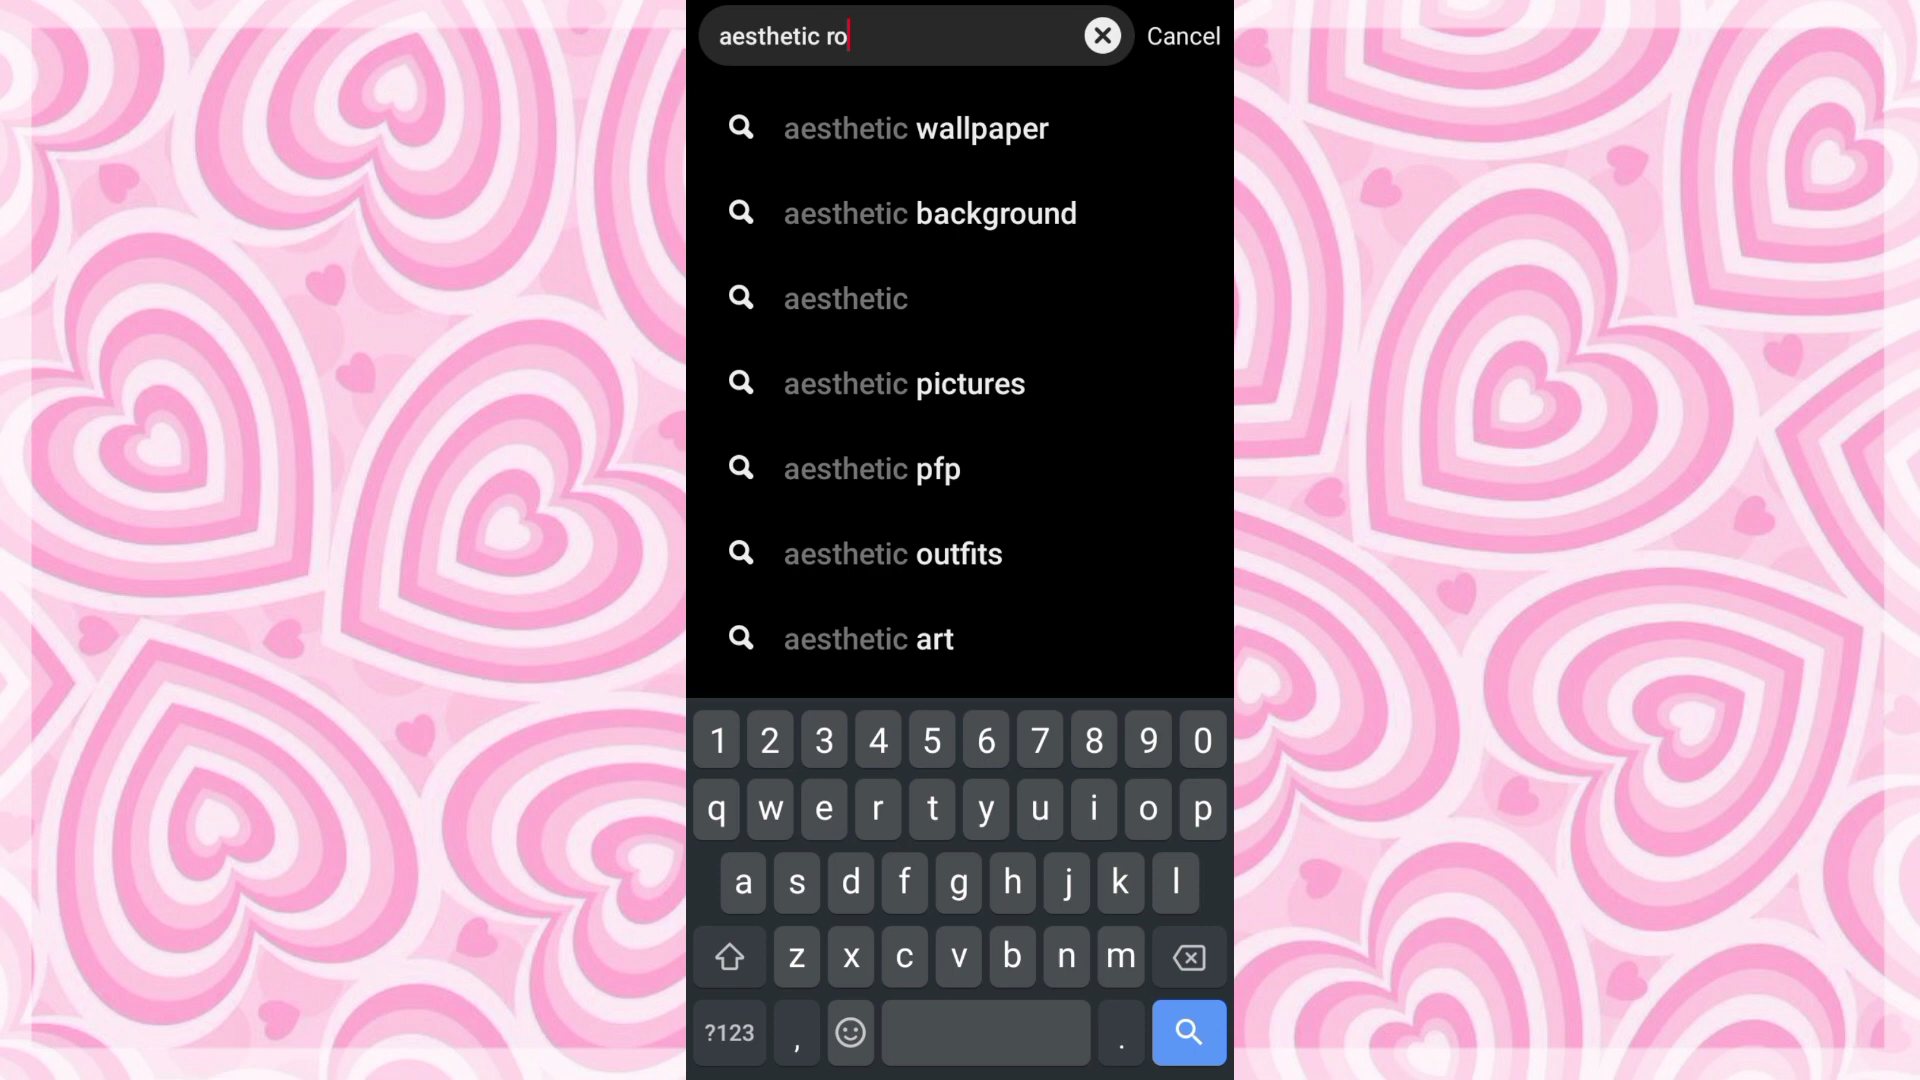 aesthetic ro Cancel
aesthetic wallpaper
aesthetic background
aesthetic
aesthetic pictures
aesthetic pfp
aesthetic outfits
aesthetic art
1 2 3 4 5 6 7 8 9 0
q w e r t y u i o p
a s d f g h j k l
z x c v b n m
?123 , .